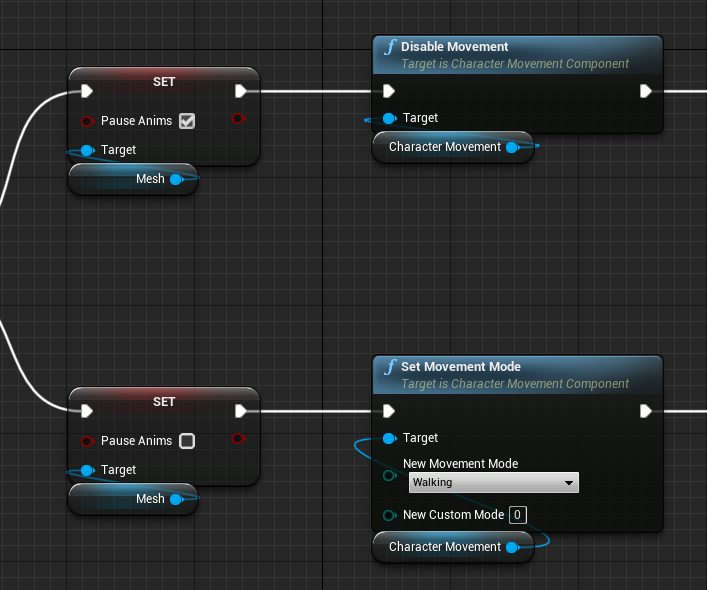 SET
Pause Anims
Target
Mesh
f Disable Movement
Target is Character Movement Component
Target
Character Movement
SET
Pause Anims
Target
Mesh
f Set Movement Mode
Target is Character Movement Component
Target
New Movement Mode
Walking
New Custom Mode 0
Character Movement